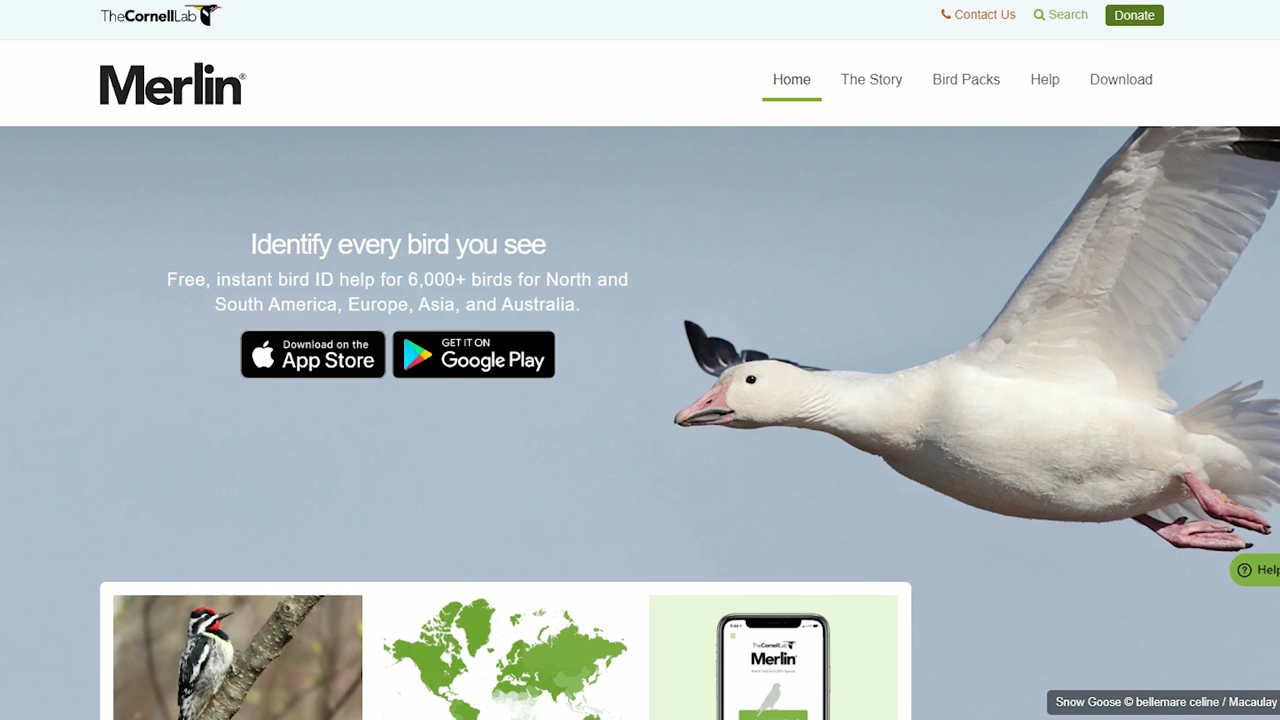 TheCornellLab
Contact Us
Search
Donate
Merlin®
Home
The Story
Bird Packs
Help
Download
Identify every bird you see
Free, instant bird ID help for 6,000+ birds for North and
South America, Europe, Asia, and Australia.
Download on the
App Store
GET IT ON
Google Play
Help
TheCornellLab
Merlin
Snow Goose © bellemare celine / Macaulay